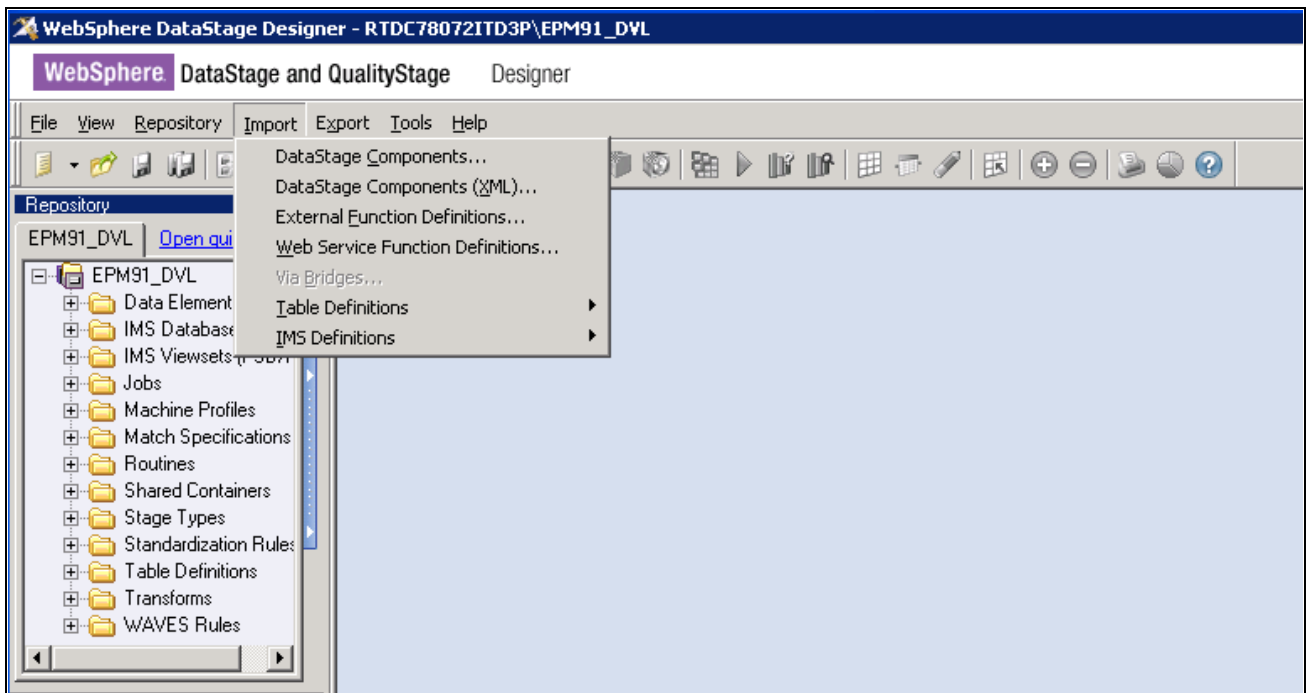 WebSphere DataStage Designer - RTDC78072ITD3P\EPM91_DVL
WebSphere. DataStage and QualityStage Designer
File View Repository Import Export Tools Help
DataStage Components...
DataStage Components (XML)...
External Function Definitions...
Web Service Function Definitions...
Via Bridges...
Table Definitions
IMS Definitions
Repository
EPM91_DVL Open qui
EPM91_DVL
Data Element
IMS Database
IMS Viewsets
Jobs
Machine Profiles
Match Specifications
Routines
Shared Containers
Stage Types
Standardization Rules
Table Definitions
Transforms
WAVES Rules